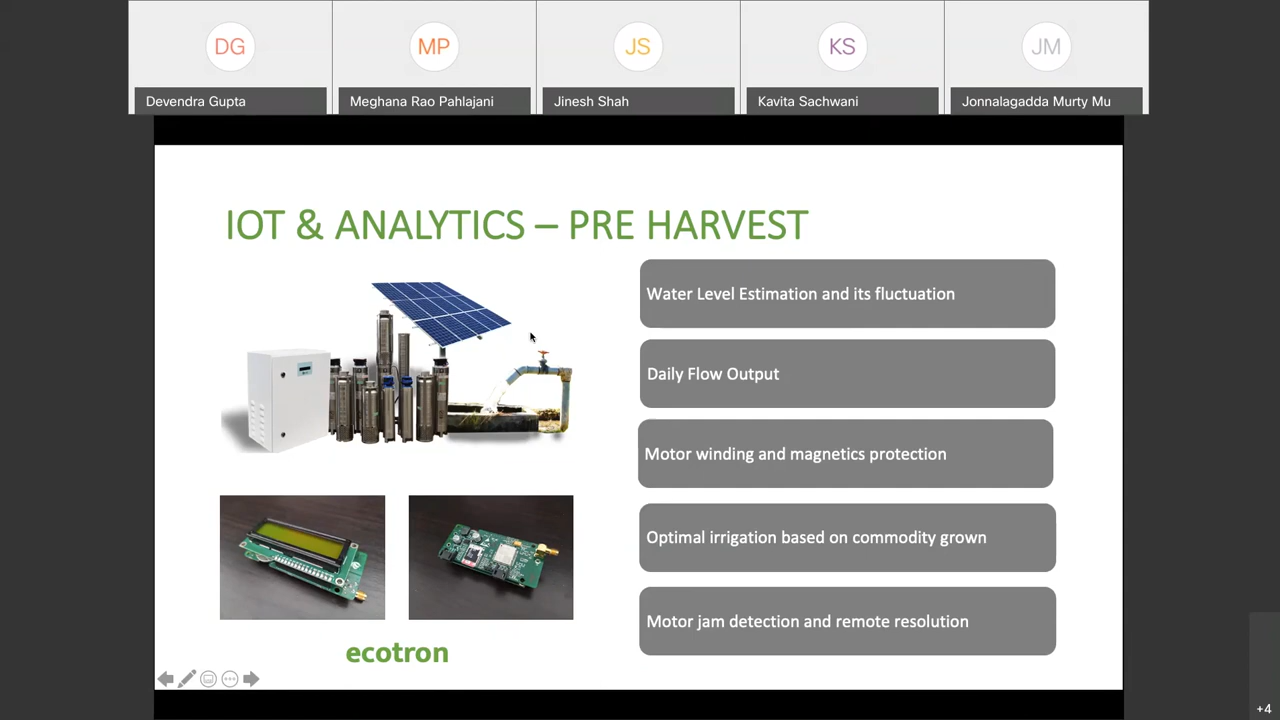 DG
MP
JS
KS
JM
Devendra Gupta
Meghana Rao Pahlajani
Jinesh Shah
Kavita Sachwani
Jonnalagadda Murty Mu
IOT & ANALYTICS – PRE HARVEST
Water Level Estimation and its fluctuation
Daily Flow Output
Motor winding and magnetics protection
Optimal irrigation based on commodity grown
Motor jam detection and remote resolution
ecotron
+4